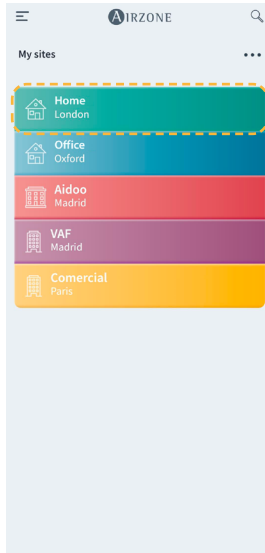 AIRZONE
My sites
Home
London
Office
Oxford
Aidoo
Madrid
VAF
Madrid
Comercial
Paris